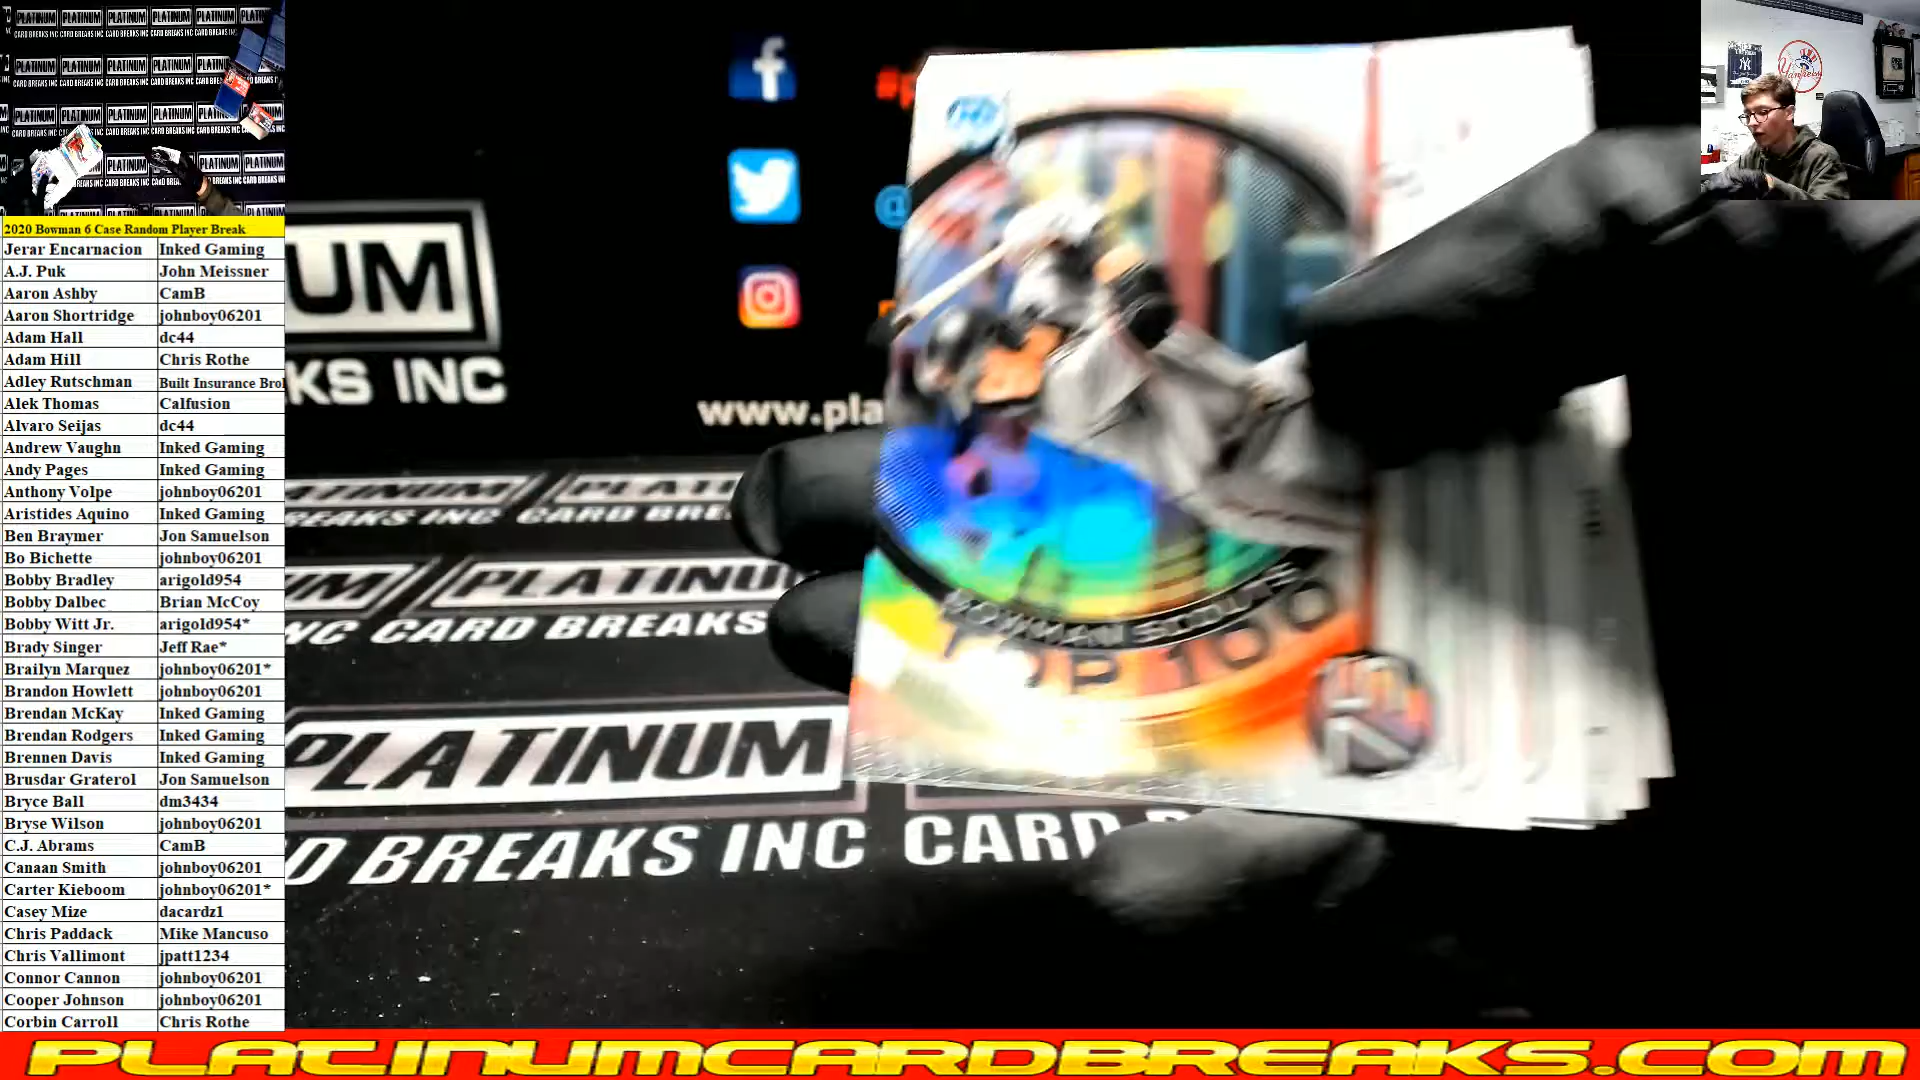 2020 Bowman 6 Case Random Player Break
Jerar Encarnacion Inked Gaming
A.J. Puk John Meissner
Aaron Ashby CamB
Aaron Shortridge johnboy06201
Adam Hall dc44
Adam Hill Chris Rothe
Adley Rutschman Built Insurance Bro
Alek Thomas Calfusion
Alvaro Seijas dc44
Andrew Vaughn Inked Gaming
Andy Pages Inked Gaming
Anthony Volpe johnboy06201
Aristides Aquino Inked Gaming
Ben Braymer Jon Samuelson
Bo Bichette johnboy06201
Bobby Bradley arigold954
Bobby Dalbec Brian McCoy
Bobby Witt Jr. arigold954*
Brady Singer Jeff Rae*
Brailyn Marquez johnboy06201*
Brandon Howlett johnboy06201
Brendan McKay Inked Gaming
Brendan Rodgers Inked Gaming
Brennen Davis Inked Gaming
Brusdar Graterol Jon Samuelson
Bryce Ball dm3434
Bryse Wilson johnboy06201
C.J. Abrams CamB
Canaan Smith johnboy06201
Carter Kieboom johnboy06201*
Casey Mize dacardz1
Chris Paddack Mike Mancuso
Chris Vallimont jpatt1234
Connor Cannon johnboy06201
Cooper Johnson johnboy06201
Corbin Carroll Chris Rothe
UM
KS INC
www.pla
@
BOWMAN SCOUTS
TOP 100
PLATINUM
BREAKS INC CARD BRE
PLATINU
NC CARD BREAKS
PLATINUM
D BREAKS INC CARD
Yankees
PLATINUMCARDBREAKS.COM